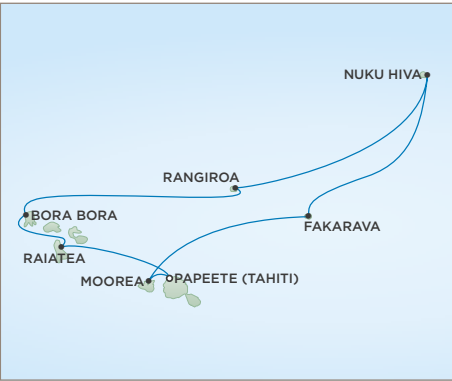 NUKU HIVA
RANGIROA
BORA BORA
FAKARAVA
RAIATEA
MOOREA
PAPEETE (TAHITI)